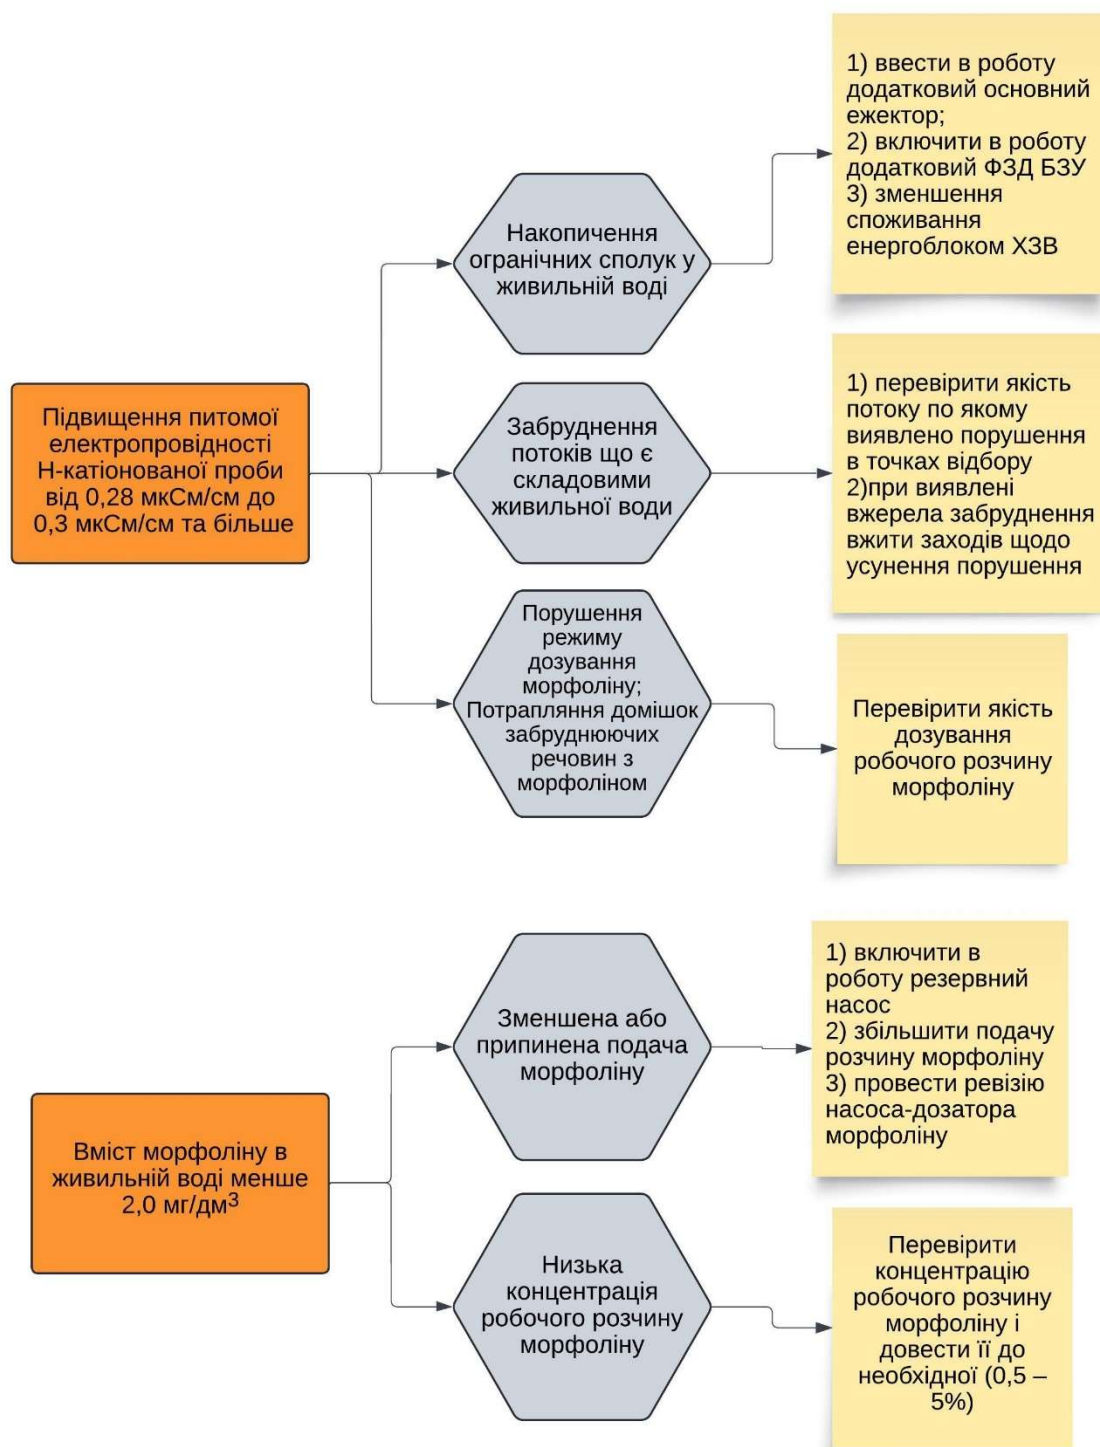 Підвищення питомої
електропровідності
Н-катіонованої проби
від 0,28 мкСм/см до
0,3 мкСм/см та більше
Накопичення
огранічних сполук у
живильній воді
1) ввести в роботу
додатковий основний
ежектор;
2) включити в роботу
додатковий ФЗД БЗУ
3) зменшення
споживання
енергоблоком ХЗВ
Забруднення
потоків що є
складовими
живильної води
1) перевірити якість
потоку по якому
виявлено порушення
в точках відбору
2)при виявлені
вжерела забруднення
вжити заходів щодо
усунення порушення
Порушення
режиму
дозування
морфоліну;
Потрапляння домішок
забруднюючих
речовин з
морфоліном
Перевірити якість
дозування
робочого розчину
морфоліну
Вміст морфоліну в
живильній воді менше
2,0 мг/дм³
Зменшена або
припинена подача
морфоліну
1) включити в
роботу резервний
насос
2) збільшити подачу
розчину морфоліну
3) провести ревізію
насоса-дозатора
морфоліну
Низька
концентрація
робочого розчину
морфоліну
Перевірити
концентрацію
робочого розчину
морфоліну і
довести її до
необхідної (0,5 –
5%)